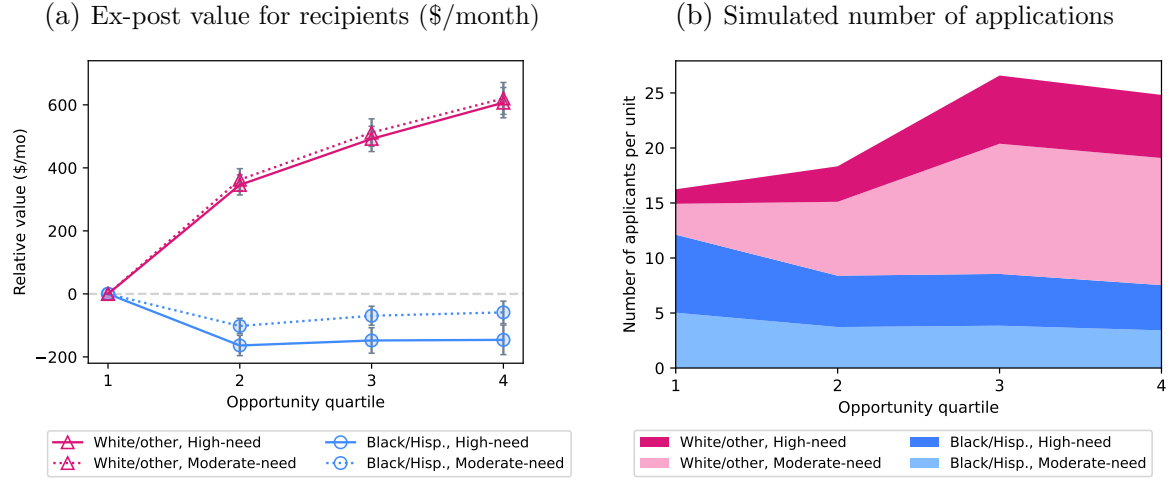 (a) Ex-post value for recipients ($/month)
Relative value ($/mo)
600
400
200
0
−200
1 2 3 4
Opportunity quartile
White/other, High-need
White/other, Moderate-need
Black/Hisp., High-need
Black/Hisp., Moderate-need
(b) Simulated number of applications
Number of applicants per unit
25
20
15
10
5
0
1 2 3 4
Opportunity quartile
White/other, High-need
White/other, Moderate-need
Black/Hisp., High-need
Black/Hisp., Moderate-need